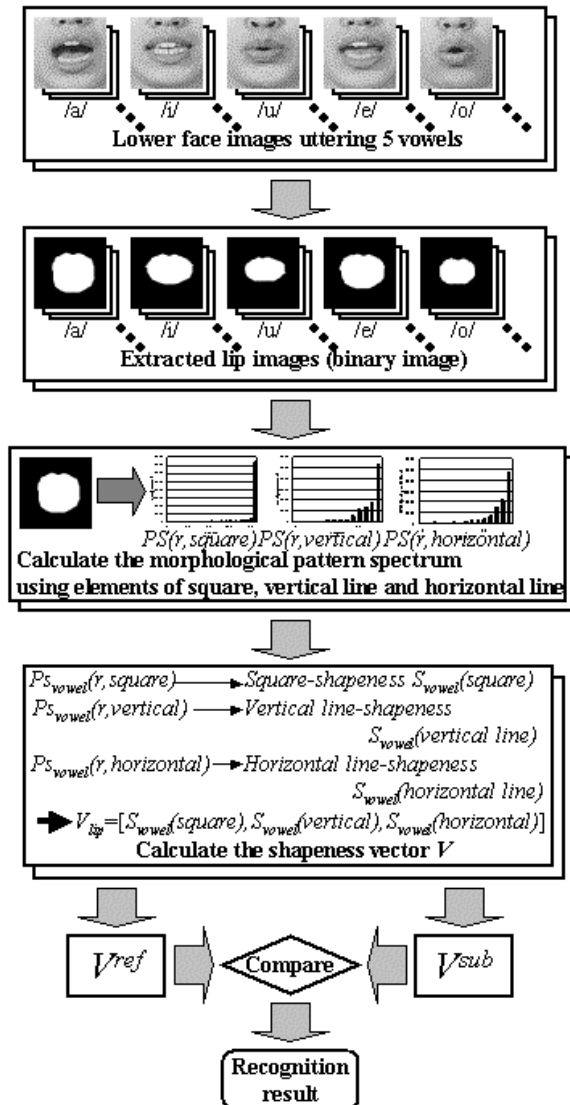 /a/ /i/ /u/ /e/ /o/
Lower face images uttering 5 vowels
/a/ /i/ /u/ /e/ /o/
Extracted lip images (binary image)
PS(r,square) PS(r,vertical) PS(r,horizontal)
Calculate the morphological pattern spectrum
using elements of square, vertical line and horizontal line
Ps_vowel(r,square) → Square-shapeness S_vowel(square)
Ps_vowel(r,vertical) → Vertical line-shapeness
S_vowel(vertical line)
Ps_vowel(r,horizontal) → Horizontal line-shapeness
S_vowel(horizontal line)
V_lip=[S_vowel(square),S_vowel(vertical),S_vowel(horizontal)]
Calculate the shapeness vector V
V^ref Compare V^sub
Recognition
result